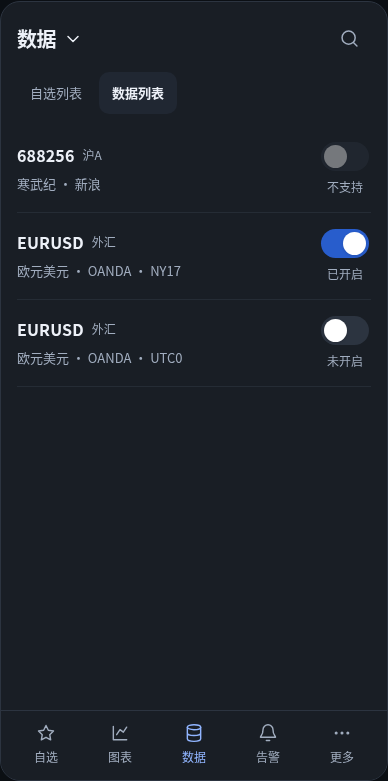 数据
自选列表 数据列表
688256 沪A
寒武纪 • 新浪
不支持
EURUSD 外汇
欧元美元 • OANDA • NY17
已开启
EURUSD 外汇
欧元美元 • OANDA • UTC0
未开启
自选 图表 数据 告警 更多